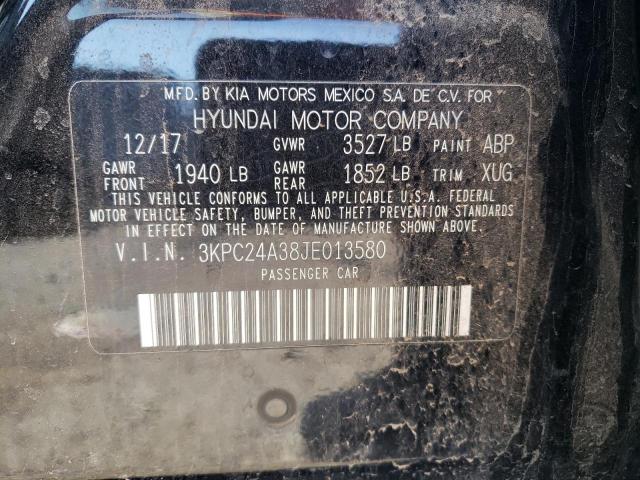 MFD. BY KIA MOTORS MEXICO S.A. DE C.V. FOR
HYUNDAI MOTOR COMPANY
12/17 GVWR 3527 LB PAINT ABP
GAWR FRONT 1940 LB GAWR REAR 1852 LB TRIM XUG
THIS VEHICLE CONFORMS TO ALL APPLICABLE U.S.A. FEDERAL
MOTOR VEHICLE SAFETY, BUMPER, AND THEFT PREVENTION STANDARDS
IN EFFECT ON THE DATE OF MANUFACTURE SHOWN ABOVE.
V.I.N. 3KPC24A38JE013580
PASSENGER CAR